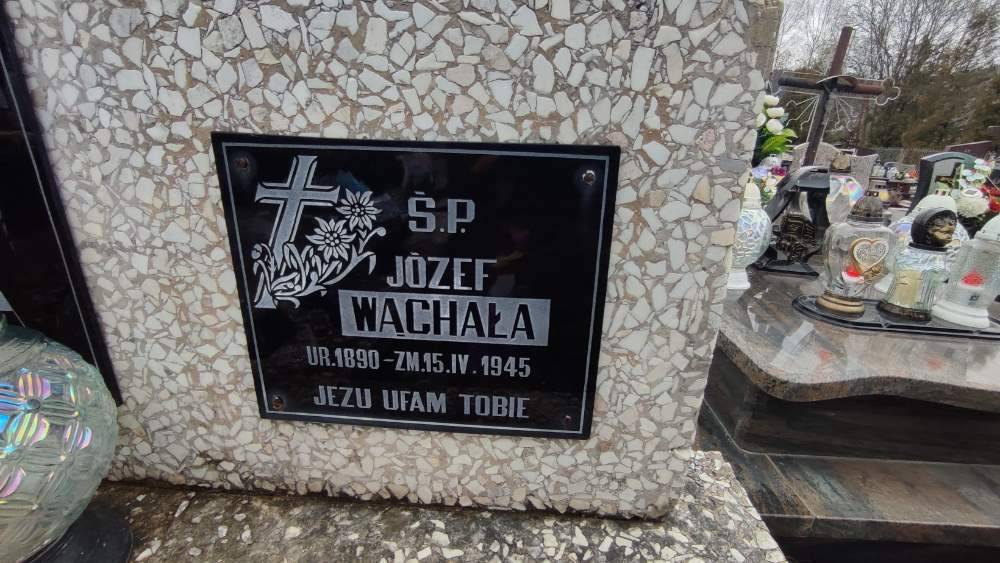 Ś.P.
JÓZEF
WĄCHAŁA
UR.1890-ZM.15.IV.1945
JEZU UFAM TOBIE